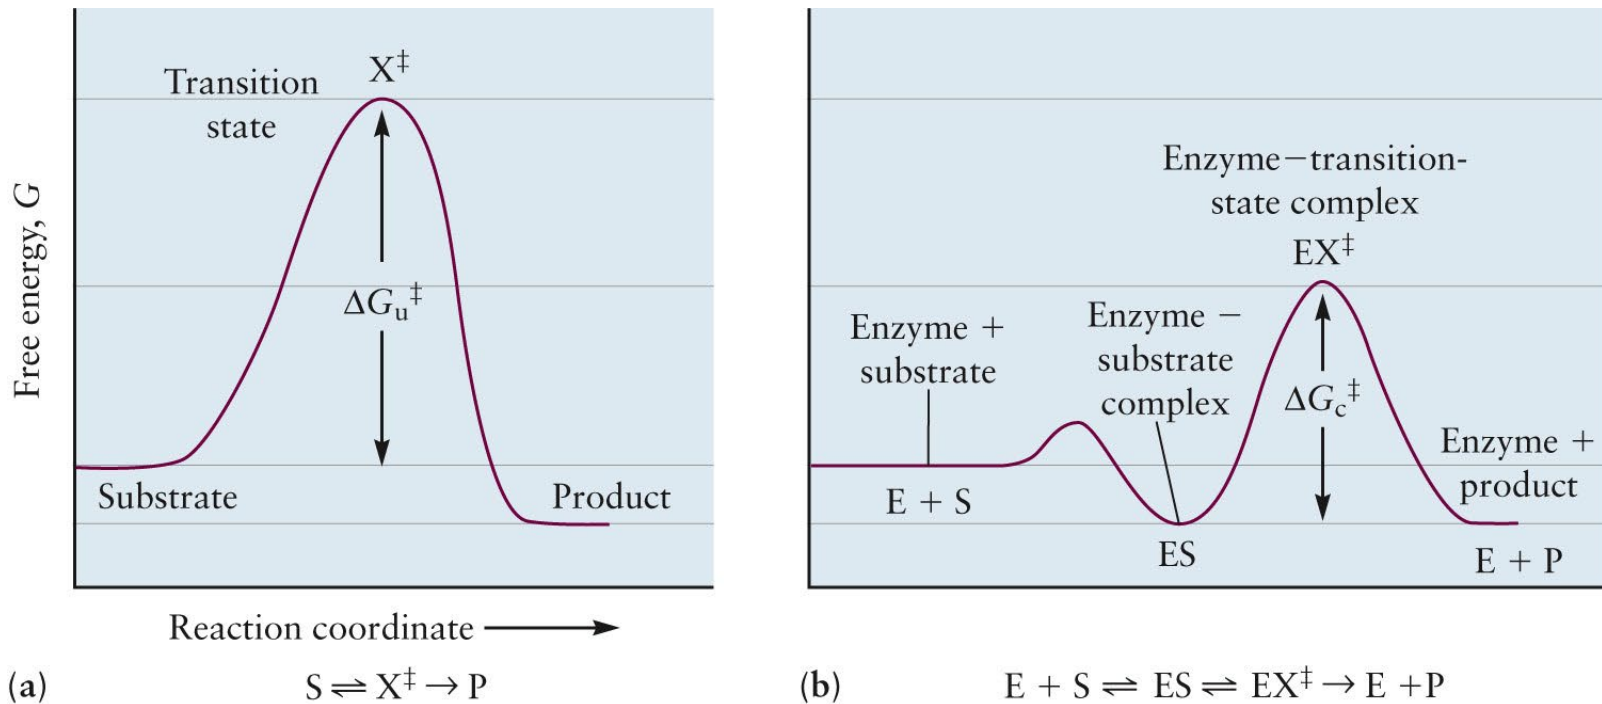 Free energy, G
Transition
state
X‡
ΔGu‡
Substrate
Product
Reaction coordinate
(a)
S ⇌ X‡ → P
Enzyme−transition-
state complex
EX‡
Enzyme +
substrate
Enzyme −
substrate
complex
ΔGc‡
Enzyme +
product
E + S
ES
E + P
(b)
E + S ⇌ ES ⇌ EX‡ → E +P